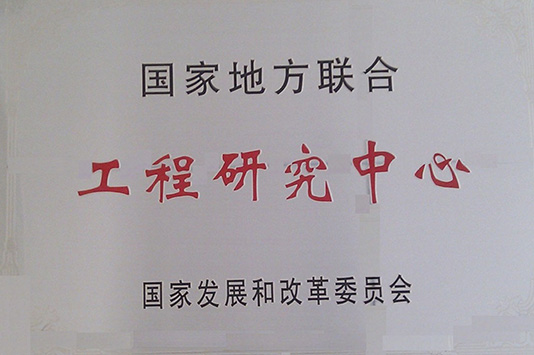 国家地方联合
工程研究中心
国家发展和改革委员会